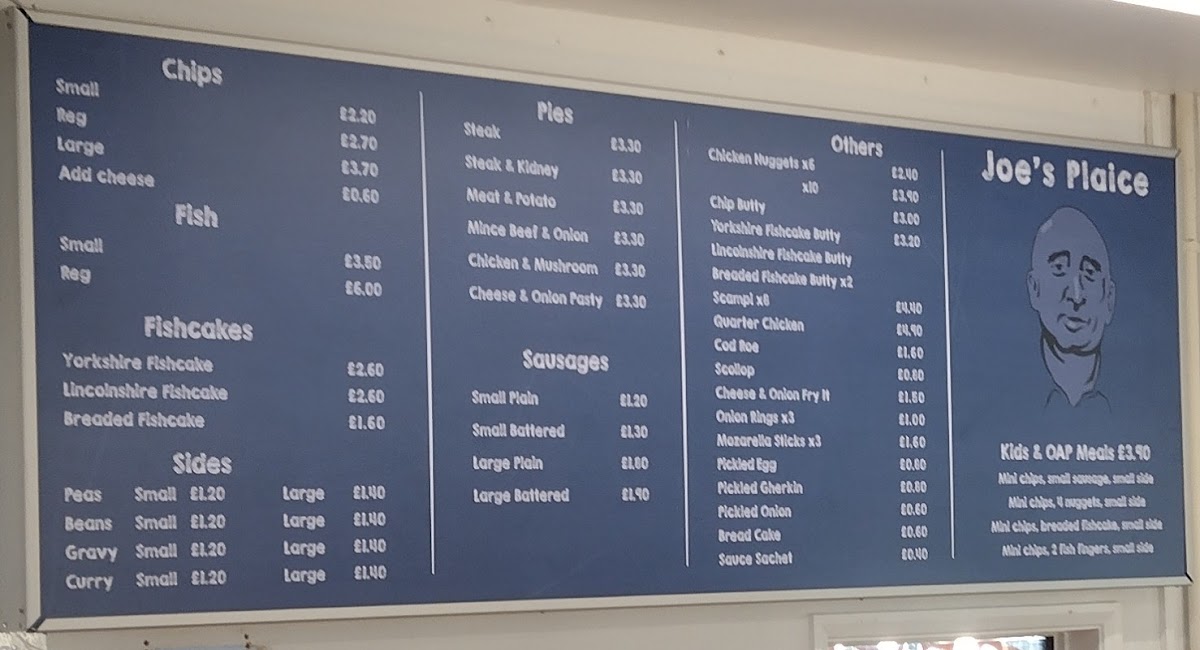 Chips
Small £2.20
Reg £2.70
Large £3.70
Add cheese £0.60
Fish
Small £3.50
Reg £6.00
Fishcakes
Yorkshire Fishcake £2.60
Lincolnshire Fishcake £2.60
Breaded Fishcake £1.60
Sides
Peas Small £1.20 Large £1.40
Beans Small £1.20 Large £1.40
Gravy Small £1.20 Large £1.40
Curry Small £1.20 Large £1.40
Pies
Steak £3.30
Steak & Kidney £3.30
Meat & Potato £3.30
Mince Beef & Onion £3.30
Chicken & Mushroom £3.30
Cheese & Onion Pasty £3.30
Sausages
Small Plain £1.20
Small Battered £1.30
Large Plain £1.80
Large Battered £1.90
Others
Chicken Nuggets x6 £2.40
x10 £3.90
Chip Butty £3.00
Yorkshire Fishcake Butty £3.20
Lincolnshire Fishcake Butty
Breaded Fishcake Butty x2
Scampi x8 £4.40
Quarter Chicken £4.90
Cod Roe £1.60
Scollop £0.80
Cheese & Onion Fry It £1.50
Onion Rings x3 £1.00
Mozarella Sticks x3 £1.60
Pickled Egg £0.80
Pickled Gherkin £0.80
Pickled Onion £0.60
Bread Cake £0.60
Sauce Sachet £0.40
Joe's Plaice
Kids & OAP Meals £3.90
Mini chips, small sausage, small side
Mini chips, 4 nuggets, small side
Mini chips, breaded fishcake, small side
Mini chips, 2 fish fingers, small side